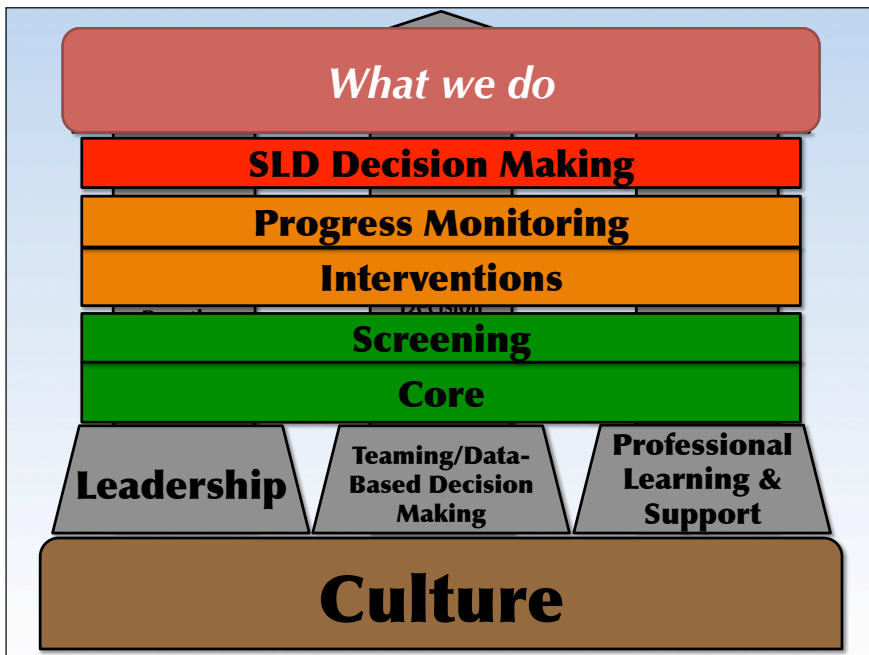 What we do
SLD Decision Making
Progress Monitoring
Interventions
Decision
Screening
Core
Leadership
Teaming/Data-
Based Decision
Making
Professional
Learning &
Support
Culture